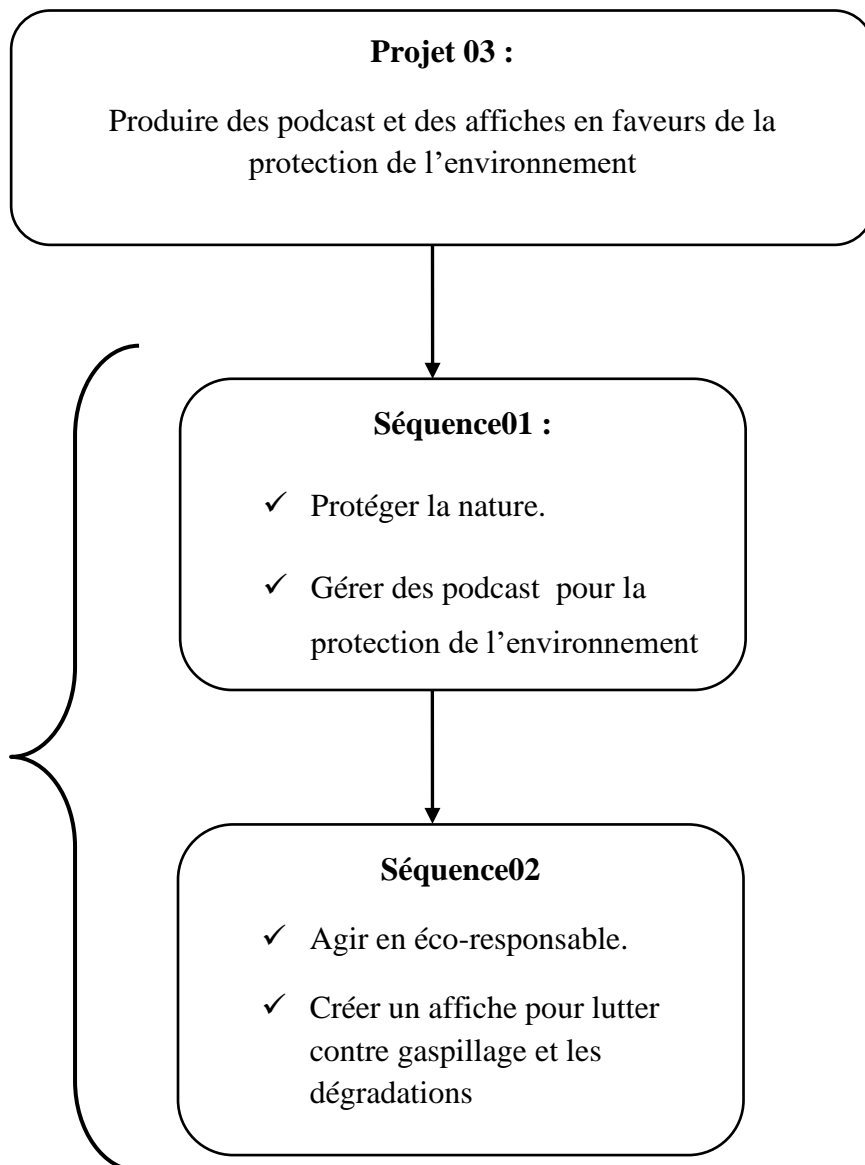 Projet 03 :
Produire des podcast et des affiches en faveurs de la
protection de l’environnement
Séquence01 :
✓ Protéger la nature.
✓ Gérer des podcast pour la
protection de l’environnement
Séquence02
✓ Agir en éco-responsable.
✓ Créer un affiche pour lutter
contre gaspillage et les
dégradations